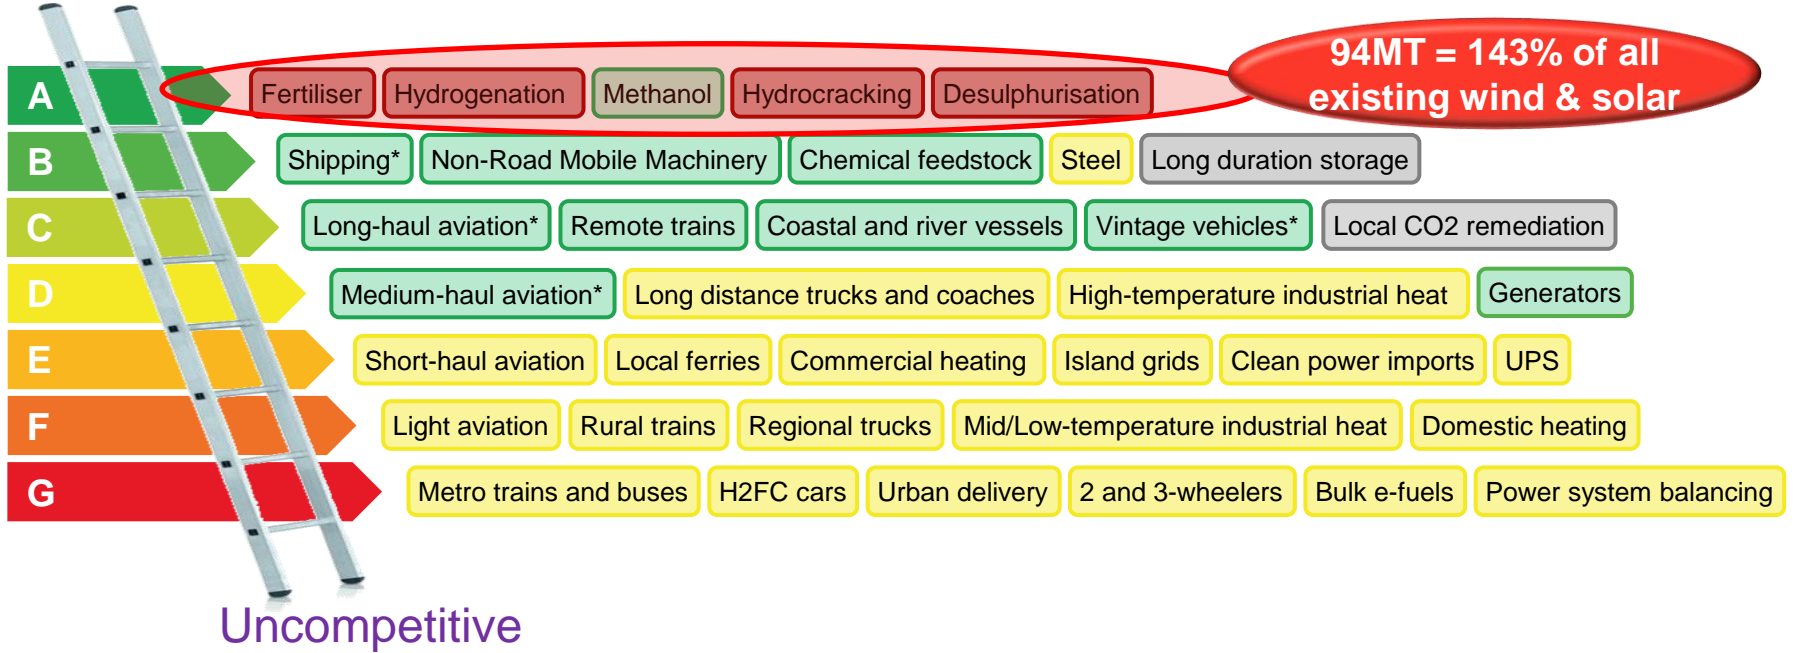 94MT = 143% of all
existing wind & solar
A Fertiliser Hydrogenation Methanol Hydrocracking Desulphurisation
B Shipping* Non-Road Mobile Machinery Chemical feedstock Steel Long duration storage
C Long-haul aviation* Remote trains Coastal and river vessels Vintage vehicles* Local CO2 remediation
D Medium-haul aviation* Long distance trucks and coaches High-temperature industrial heat Generators
E Short-haul aviation Local ferries Commercial heating Island grids Clean power imports UPS
F Light aviation Rural trains Regional trucks Mid/Low-temperature industrial heat Domestic heating
G Metro trains and buses H2FC cars Urban delivery 2 and 3-wheelers Bulk e-fuels Power system balancing
Uncompetitive